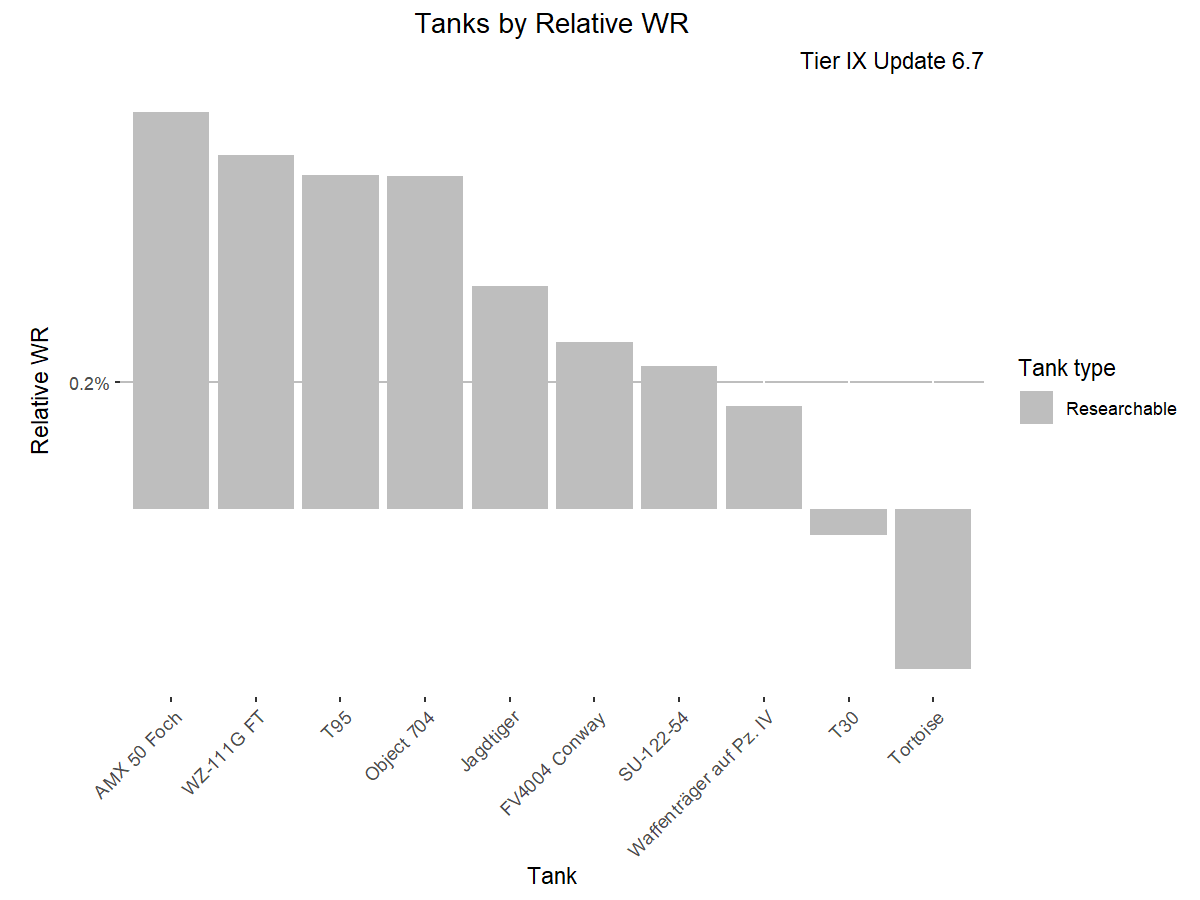 Tanks by Relative WR
Tier IX Update 6.7
Relative WR
0.2%
Tank type
Researchable
AMX 50 Foch
WZ-111G FT
T95
Object 704
Jagdtiger
FV4004 Conway
SU-122-54
Waffenträger auf Pz. IV
T30
Tortoise
Tank